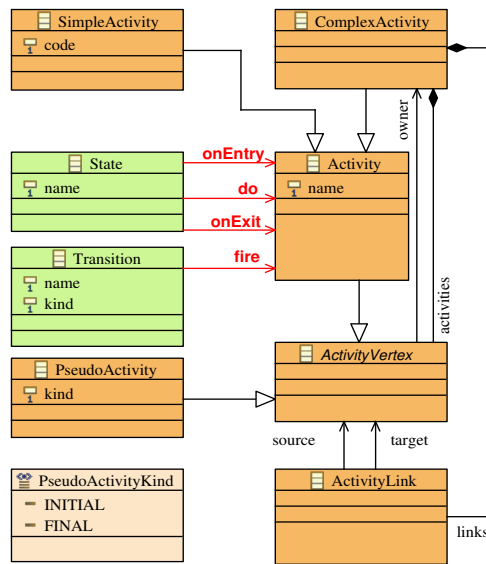 SimpleActivity
code
ComplexActivity
owner
activities
State
name
onEntry
do
onExit
Activity
name
Transition
name
kind
fire
PseudoActivity
kind
ActivityVertex
source
target
PseudoActivityKind
INITIAL
FINAL
ActivityLink
links